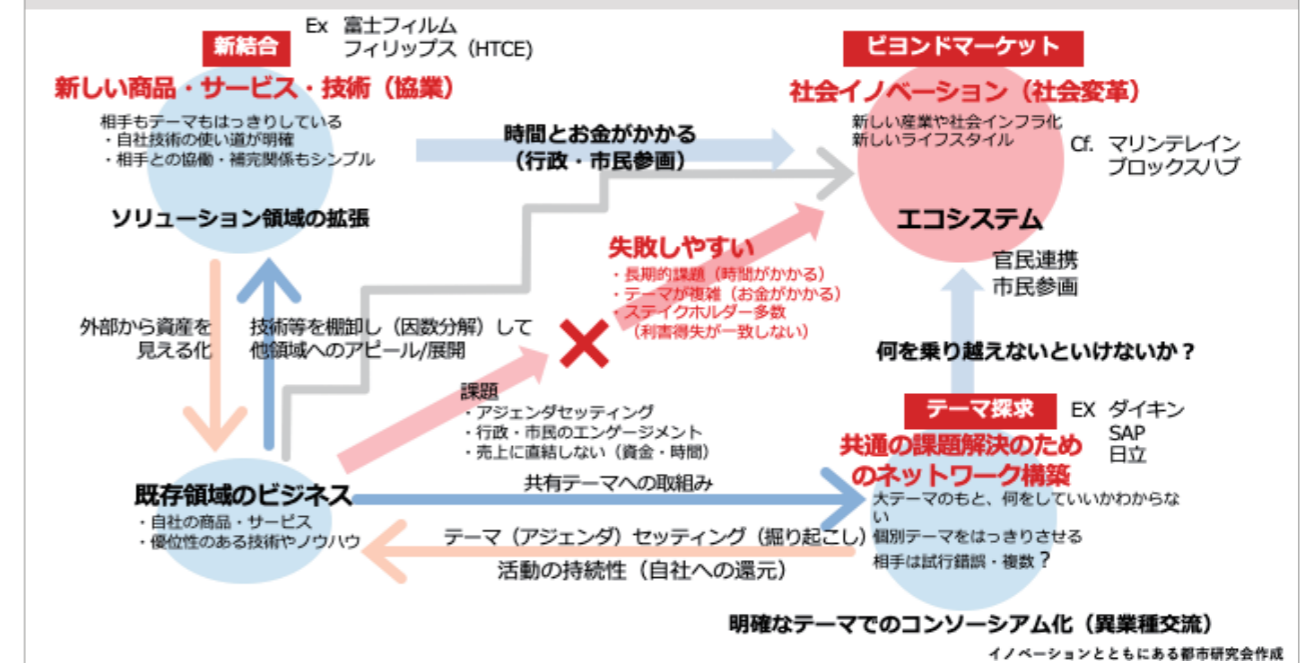 Ex 富士フィルム
フィリップス（HTCE)
新結合
新しい商品・サービス・技術（協業）
相手もテーマもはっきりしている
・自社技術の使い道が明確
・相手との協働・補完関係もシンプル
ソリューション領域の拡張
時間とお金がかかる
（行政・市民参画）
ビヨンドマーケット
社会イノベーション（社会変革）
新しい産業や社会インフラ化
新しいライフスタイル
Cf. マリンテレイン
ブロックスハブ
エコシステム
官民連携
市民参画
失敗しやすい
・長期的課題（時間がかかる）
・テーマが複雑（お金がかかる）
・ステイクホルダー多数
（利害得失が一致しない）
外部から資産を
見える化
技術等を棚卸し（因数分解）して
他領域へのアピール/展開
何を乗り越えないといけないか？
課題
・アジェンダセッティング
・行政・市民のエンゲージメント
・売上に直結しない（資金・時間）
テーマ探求
EX ダイキン
SAP
日立
共通の課題解決のため
のネットワーク構築
大テーマのもと、何をしていいかわからな
い
個別テーマをはっきりさせる
相手は試行錯誤・複数？
既存領域のビジネス
・自社の商品・サービス
・優位性のある技術やノウハウ
共有テーマへの取組み
テーマ（アジェンダ）セッティング（掘り起こし）
活動の持続性（自社への還元）
明確なテーマでのコンソーシアム化（異業種交流）
イノベーションとともにある都市研究会作成